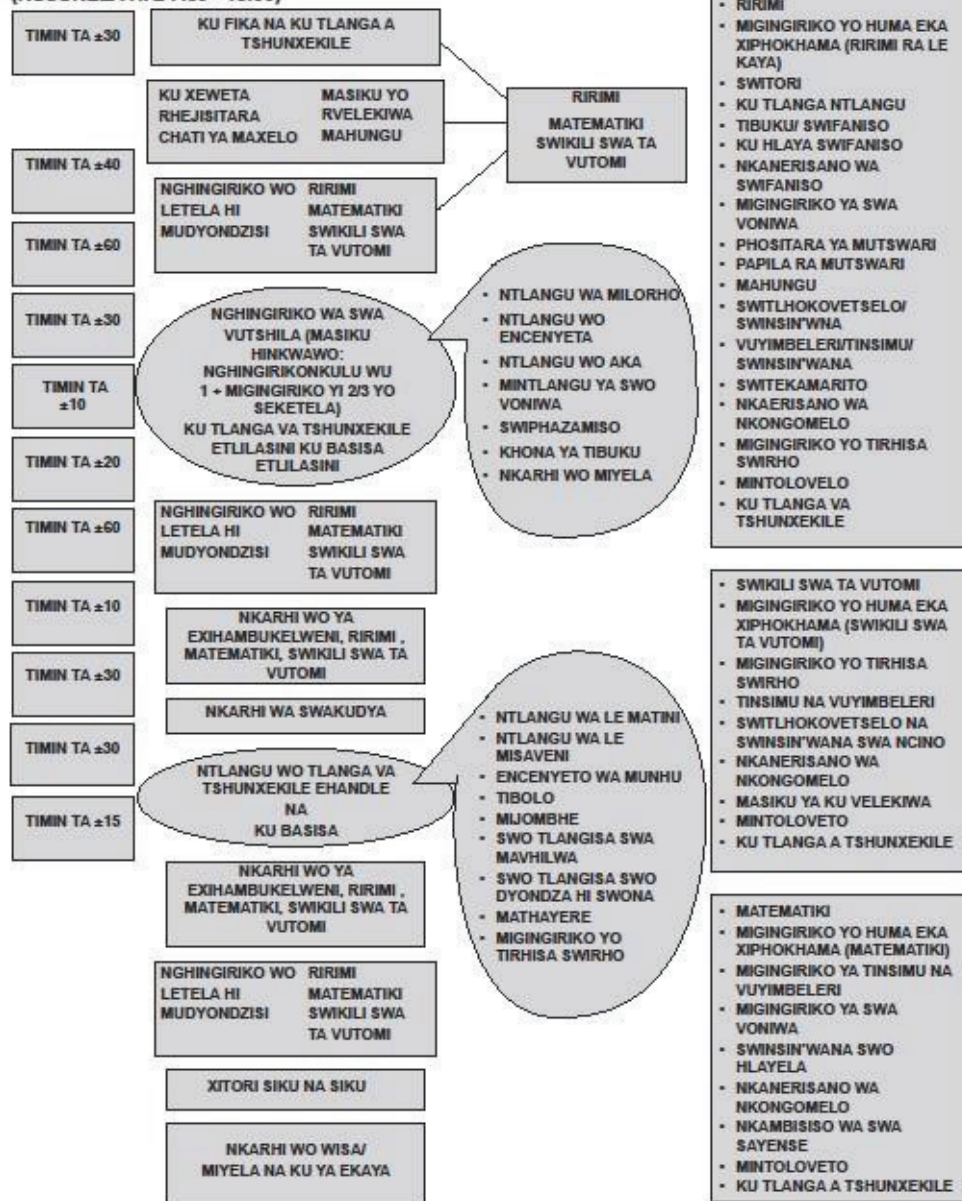 TIMIN TA ±30
TIMIN TA ±40
TIMIN TA ±60
TIMIN TA ±30
TIMIN TA
±10
TIMIN TA ±20
TIMIN TA ±60
TIMIN TA ±10
TIMIN TA ±30
TIMIN TA ±30
TIMIN TA ±15
KU FIKA NA KU TLANGA A
TSHUNXEKILE
KU XEWETA MASIKU YO
RHEJISITARA RVELEKIWA
CHATI YA MAXELO MAHUNGU
NGHINGIRIKO WO RIRIMI
LETELA HI MATEMATIKI
MUDYONDZISI SWIKILI SWA
TA VUTOMI
RIRIMI
MATEMATIKI
SWIKILI SWA TA
VUTOMI
NGHINGIRIKO WA SWA
VUTSHILA (MASIKU
HINKWAWO:
NGHINGIRIKONKULU WU
1 + MIGINGIRIKO YI 2/3 YO
SEKETELA)
KU TLANGA VA TSHUNXEKILE
ETLILASINI KU BASISA
ETLILASINI
• NTLANGU WA MILORHO
• NTLANGU WO
ENCENYETA
• NTLANGU WO AKA
• MINTLANGU YA SWO
VONIWA
• SWIPHAZAMISO
• KHONA YA TIBUKU
• NKARHI WO MIYELA
NGHINGIRIKO WO RIRIMI
LETELA HI MATEMATIKI
MUDYONDZISI SWIKILI SWA
TA VUTOMI
NKARHI WO YA
EXIHAMBUKELWENI, RIRIMI ,
MATEMATIKI, SWIKILI SWA TA
VUTOMI
NKARHI WA SWAKUDYA
NTLANGU WO TLANGA VA
TSHUNXEKILE EHANDLE
NA
KU BASISA
• NTLANGU WA LE MATINI
• NTLANGU WA LE
MISAVENI
• ENCENYETO WA MUNHU
• TIBOLO
• MIJOMBHE
• SWO TLANGISA SWA
MAVHILWA
• SWO TLANGISA SWO
DYONDZA HI SWONA
• MATHAYERE
• MIGINGIRIKO YO
TIRHISA SWIRHO
NKARHI WO YA
EXIHAMBUKELWENI, RIRIMI ,
MATEMATIKI, SWIKILI SWA TA
VUTOMI
NGHINGIRIKO WO RIRIMI
LETELA HI MATEMATIKI
MUDYONDZISI SWIKILI SWA
TA VUTOMI
XITORI SIKU NA SIKU
NKARHI WO WISA/
MIYELA NA KU YA EKAYA
• RIRIMI
• MIGINGIRIKO YO HUMA EKA
XIPHOKHAMA (RIRIMI RA LE
KAYA)
• SWITORI
• KU TLANGA NTLANGU
• TIBUKU/ SWIFANISO
• KU HLAYA SWIFANISO
• NKANERISANO WA
SWIFANISO
• MIGINGIRIKO YA SWA
VONIWA
• PHOSITARA YA MUTSWARI
• PAPILA RA MUTSWARI
• MAHUNGU
• SWITLHOKOVETSELO/
SWINSIN'WNA
• VUYIMBELERI/TINSIMU/
SWINSIN'WANA
• SWITEKAMARITO
• NKAERISANO WA
NKONGOMELO
• MIGINGIRIKO YO TIRHISA
SWIRHO
• MINTOLOVELO
• KU TLANGA VA
TSHUNXEKILE
• SWIKILI SWA TA VUTOMI
• MIGINGIRIKO YO HUMA EKA
XIPHOKHAMA (SWIKILI SWA
TA VUTOMI)
• MIGINGIRIKO YO TIRHISA
SWIRHO
• TINSIMU NA VUYIMBELERI
• SWITLHOKOVETSELO NA
SWINSIN'WANA SWA NCINO
• NKANERISANO WA
NKONGOMELO
• MASIKU YA KU VELEKIWA
• MINTOLOVETO
• KU TLANGA A TSHUNXEKILE
• MATEMATIKI
• MIGINGIRIKO YO HUMA EKA
XIPHOKHAMA (MATEMATIKI)
• MIGINGIRIKO YA TINSIMU NA
VUYIMBELERI
• MIGINGIRIKO YA SWA
VONIWA
• SWINSIN'WANA SWO
HLAYELA
• NKANERISANO WA
NKONGOMELO
• NKAMBISISO WA SWA
SAYENSE
• MINTOLOVETO
• KU TLANGA A TSHUNXEKILE